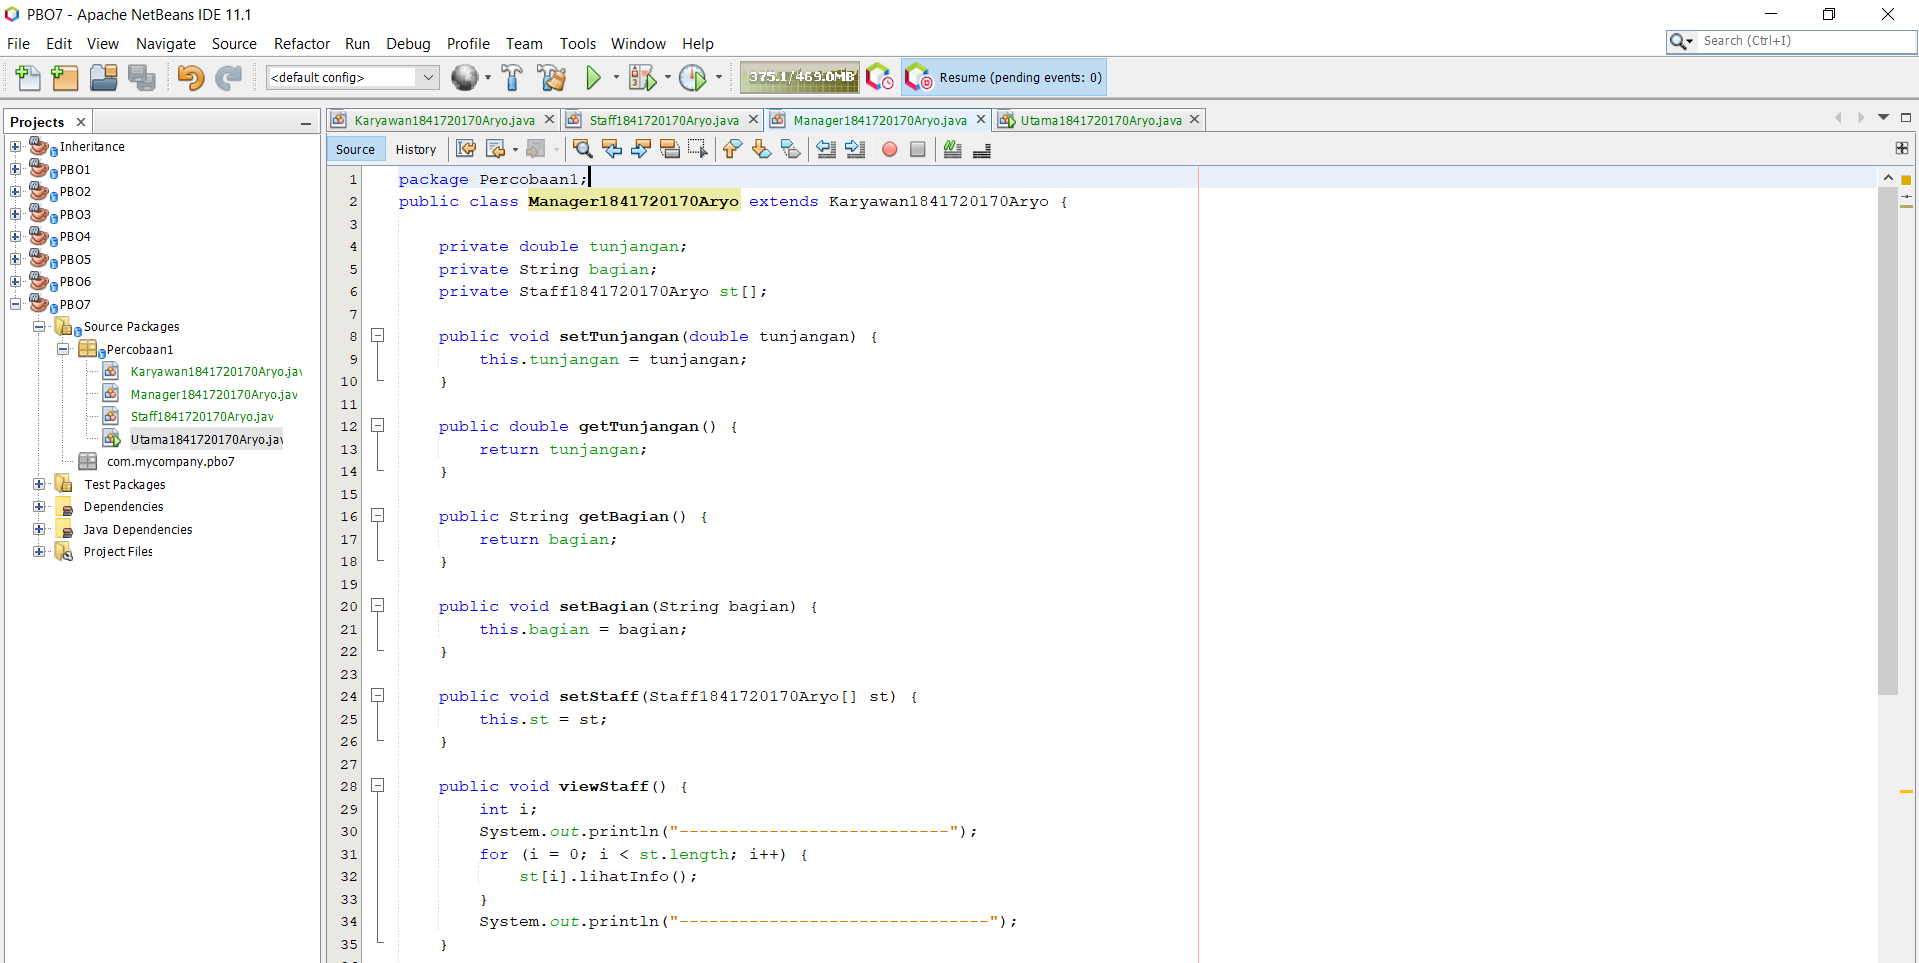 PBO7 - Apache NetBeans IDE 11.1
File Edit View Navigate Source Refactor Run Debug Profile Team Tools Window Help
Search (Ctrl+I)
<default config>
375.1/469.0MB
Resume (pending events: 0)
Projects
Karyawan1841720170Aryo.java
Staff1841720170Aryo.java
Manager1841720170Aryo.java
Utama1841720170Aryo.java
Source History
Inheritance
PBO1
PBO2
PBO3
PBO4
PBO5
PBO6
PBO7
Source Packages
Percobaan1
Karyawan1841720170Aryo.jav
Manager1841720170Aryo.jav
Staff1841720170Aryo.jav
Utama1841720170Aryo.jav
com.mycompany.pbo7
Test Packages
Dependencies
Java Dependencies
Project Files
1 package Percobaan1;
2 public class Manager1841720170Aryo extends Karyawan1841720170Aryo {
3
4 private double tunjangan;
5 private String bagian;
6 private Staff1841720170Aryo st[];
7
8 public void setTunjangan(double tunjangan) {
9 this.tunjangan = tunjangan;
10 }
11
12 public double getTunjangan() {
13 return tunjangan;
14 }
15
16 public String getBagian() {
17 return bagian;
18 }
19
20 public void setBagian(String bagian) {
21 this.bagian = bagian;
22 }
23
24 public void setStaff(Staff1841720170Aryo[] st) {
25 this.st = st;
26 }
27
28 public void viewStaff() {
29 int i;
30 System.out.println("---------------------------");
31 for (i = 0; i < st.length; i++) {
32 st[i].lihatInfo();
33 }
34 System.out.println("-------------------------------");
35 }